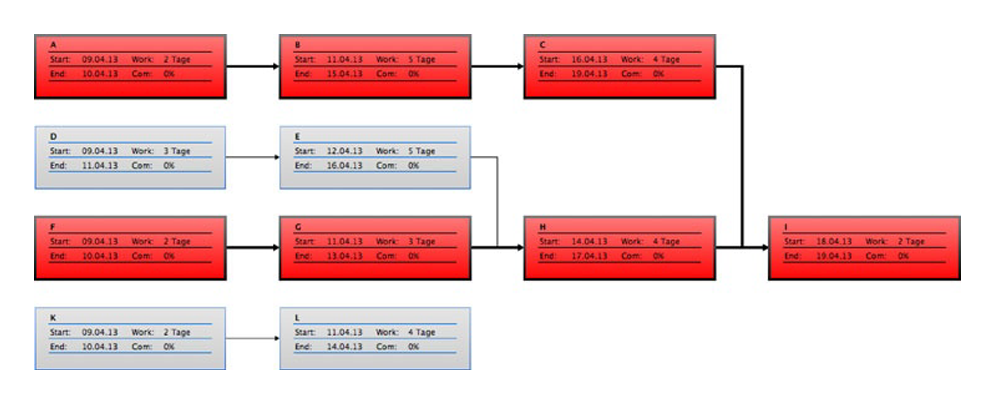 A
Start: 09.04.13 Work: 2 Tage
End: 10.04.13 Com: 0%
B
Start: 11.04.13 Work: 5 Tage
End: 15.04.13 Com: 0%
C
Start: 16.04.13 Work: 4 Tage
End: 19.04.13 Com: 0%
D
Start: 09.04.13 Work: 3 Tage
End: 11.04.13 Com: 0%
E
Start: 12.04.13 Work: 5 Tage
End: 16.04.13 Com: 0%
F
Start: 09.04.13 Work: 2 Tage
End: 10.04.13 Com: 0%
G
Start: 11.04.13 Work: 3 Tage
End: 13.04.13 Com: 0%
H
Start: 14.04.13 Work: 4 Tage
End: 17.04.13 Com: 0%
I
Start: 18.04.13 Work: 2 Tage
End: 19.04.13 Com: 0%
K
Start: 09.04.13 Work: 2 Tage
End: 10.04.13 Com: 0%
L
Start: 11.04.13 Work: 4 Tage
End: 14.04.13 Com: 0%